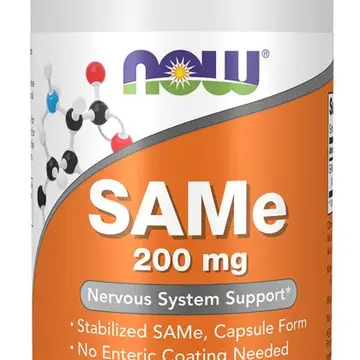 now
SAMe
200 mg
Nervous System Support*
• Stabilized SAMe, Capsule Form
• No Enteric Coating Needed